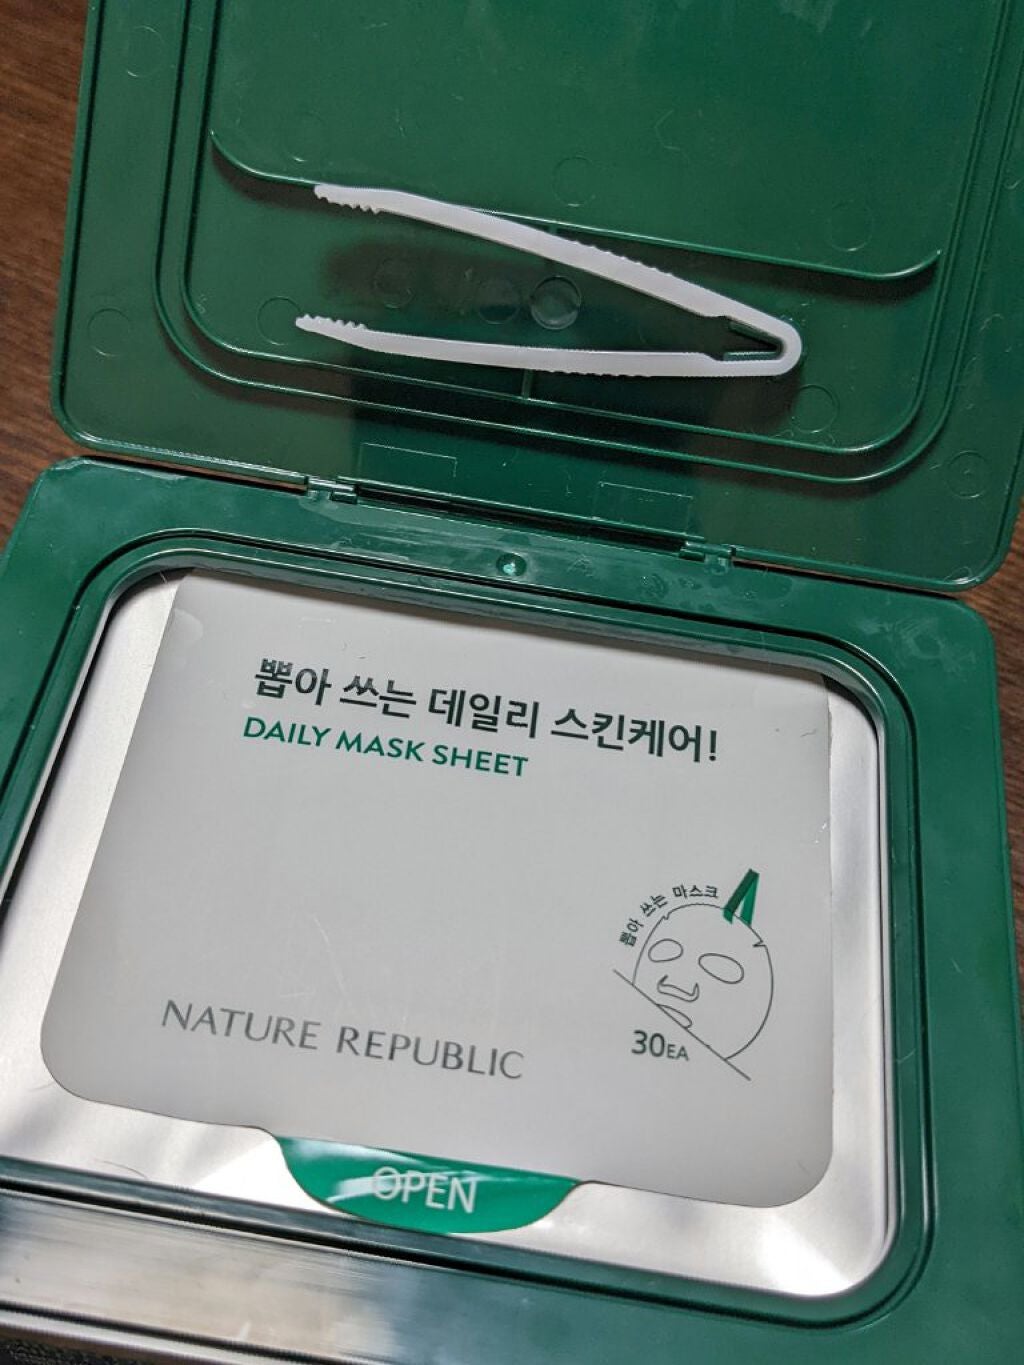 뽑아 쓰는 데일리 스킨케어!
DAILY MASK SHEET
뽑아 쓰는 마스크
30EA
NATURE REPUBLIC
OPEN